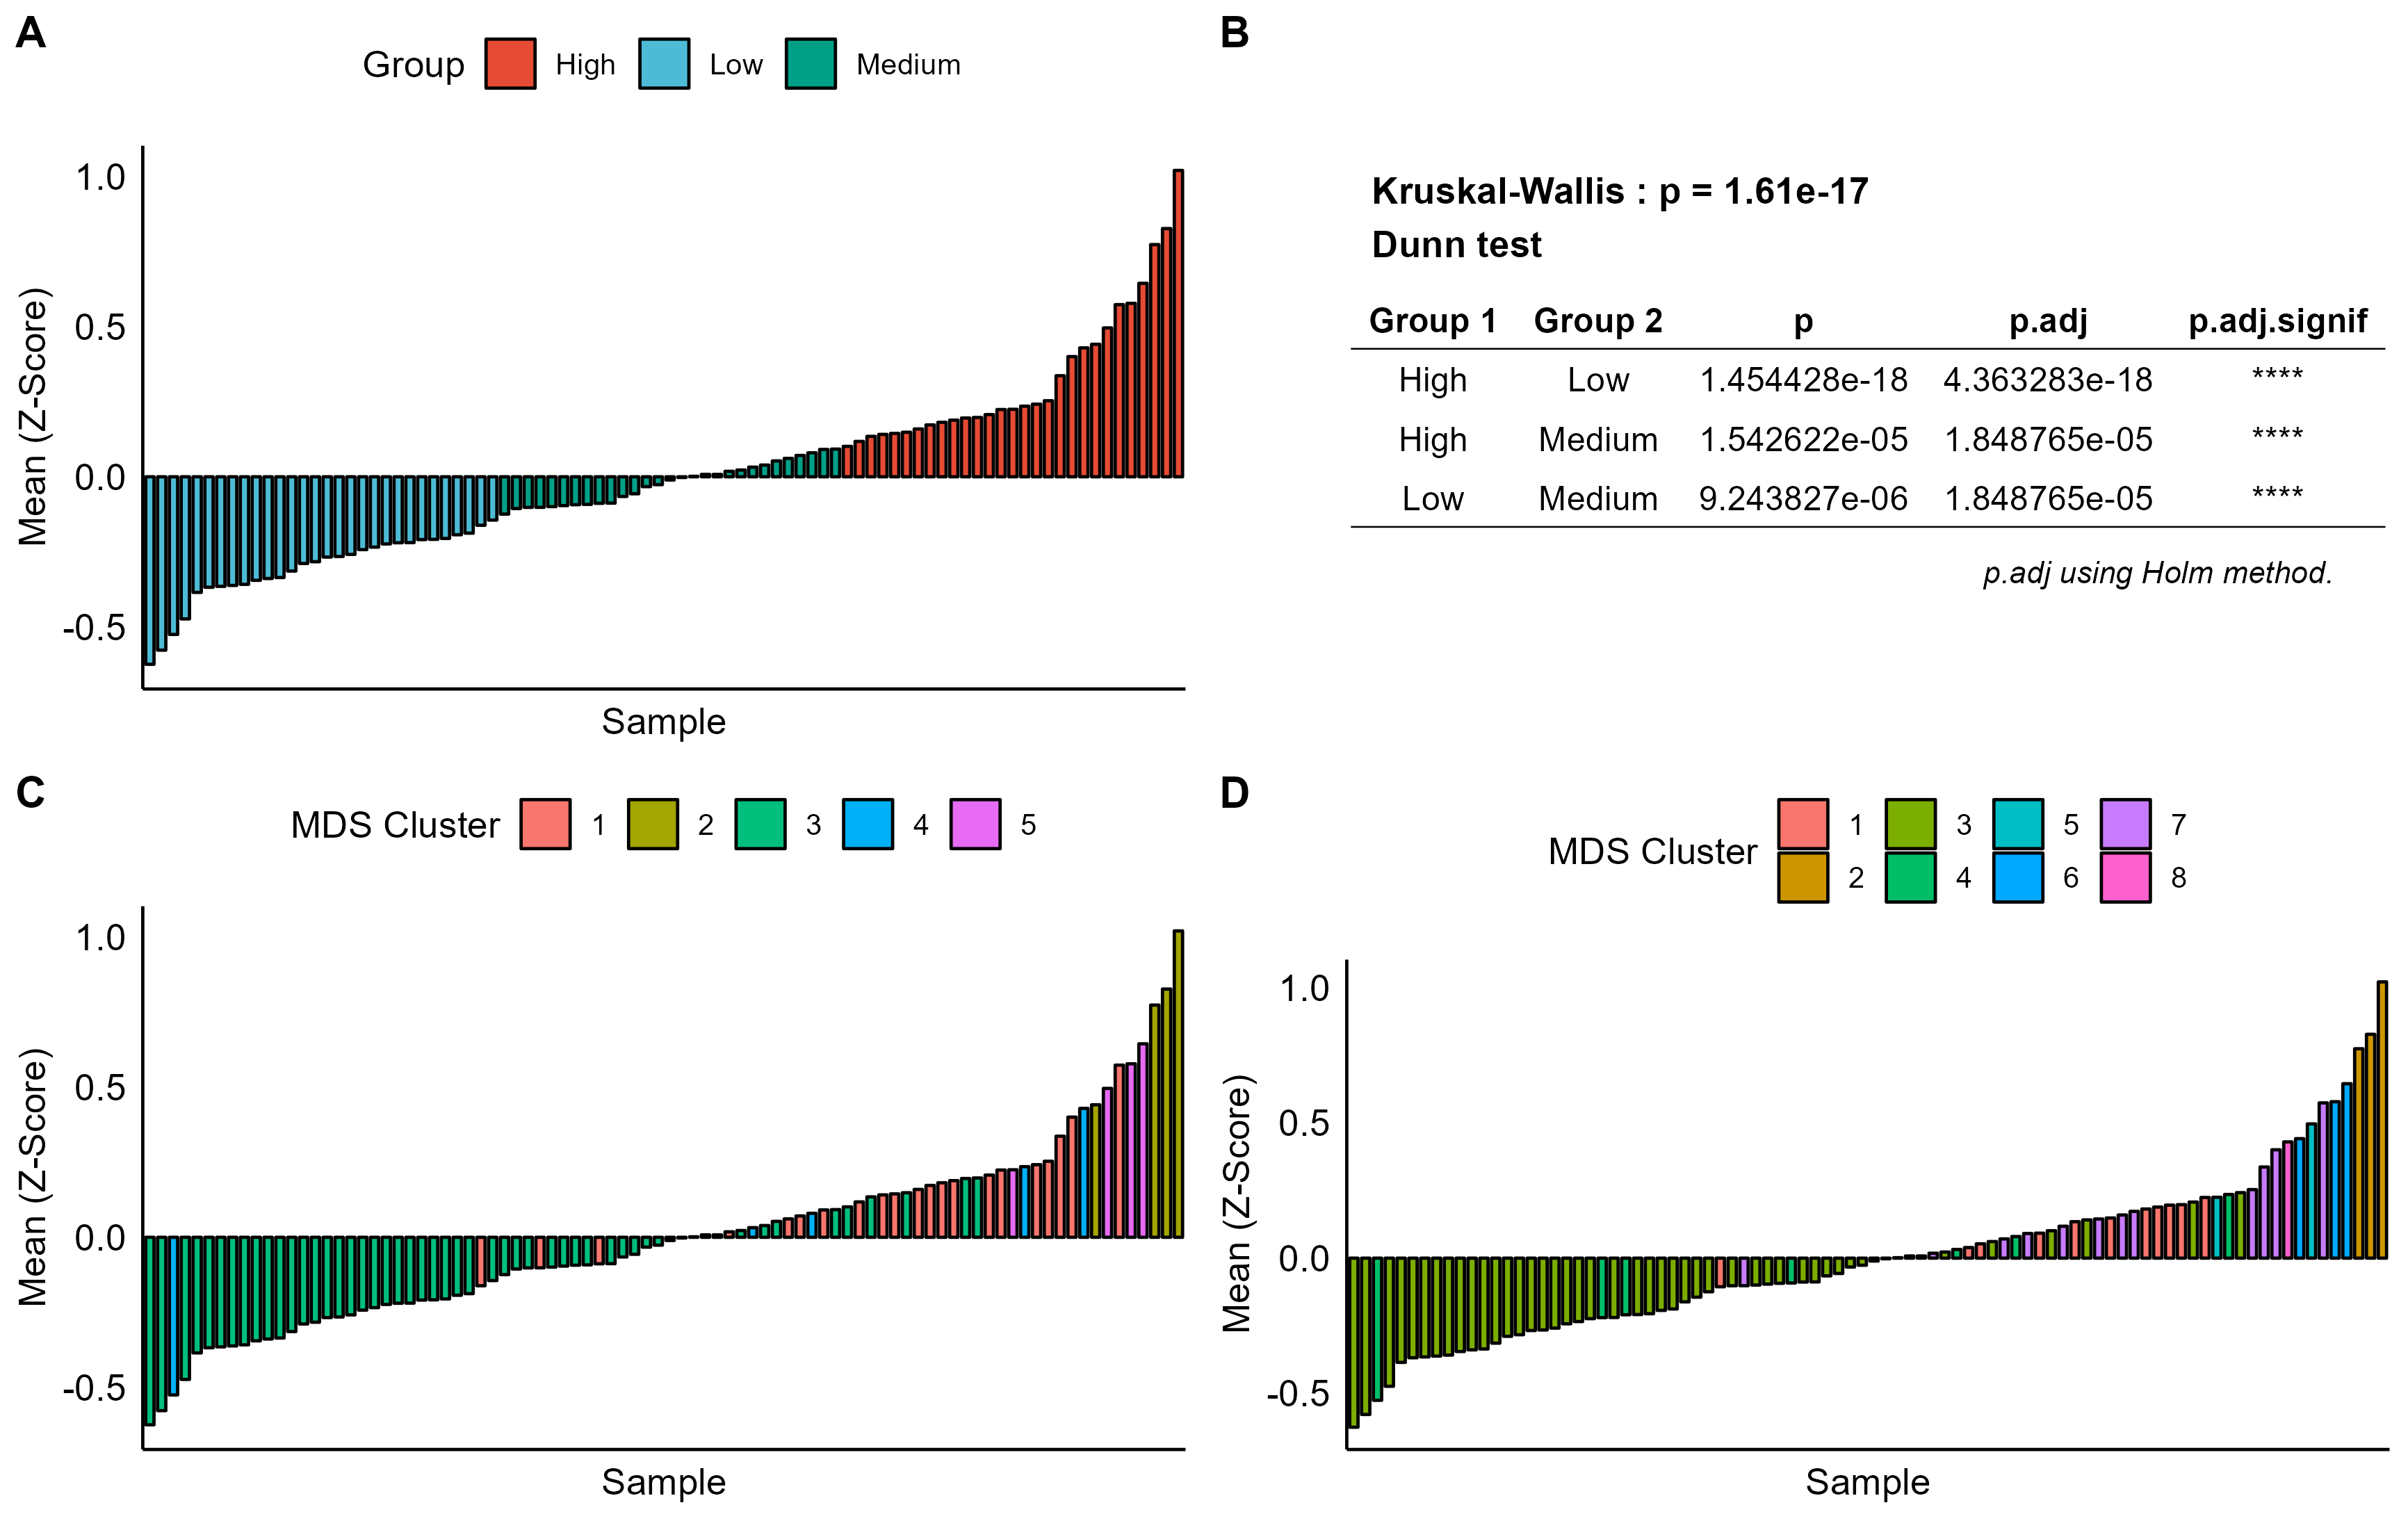 A
Group High Low Medium
1.0
0.5
0.0
-0.5
Mean (Z-Score)
Sample
B
Kruskal-Wallis : p = 1.61e-17
Dunn test
Group 1 Group 2 p p.adj p.adj.signif
High Low 1.454428e-18 4.363283e-18 ****
High Medium 1.542622e-05 1.848765e-05 ****
Low Medium 9.243827e-06 1.848765e-05 ****
p.adj using Holm method.
C
MDS Cluster 1 2 3 4 5
1.0
0.5
0.0
-0.5
Mean (Z-Score)
Sample
D
MDS Cluster
1 3 5 7
2 4 6 8
1.0
0.5
0.0
-0.5
Mean (Z-Score)
Sample